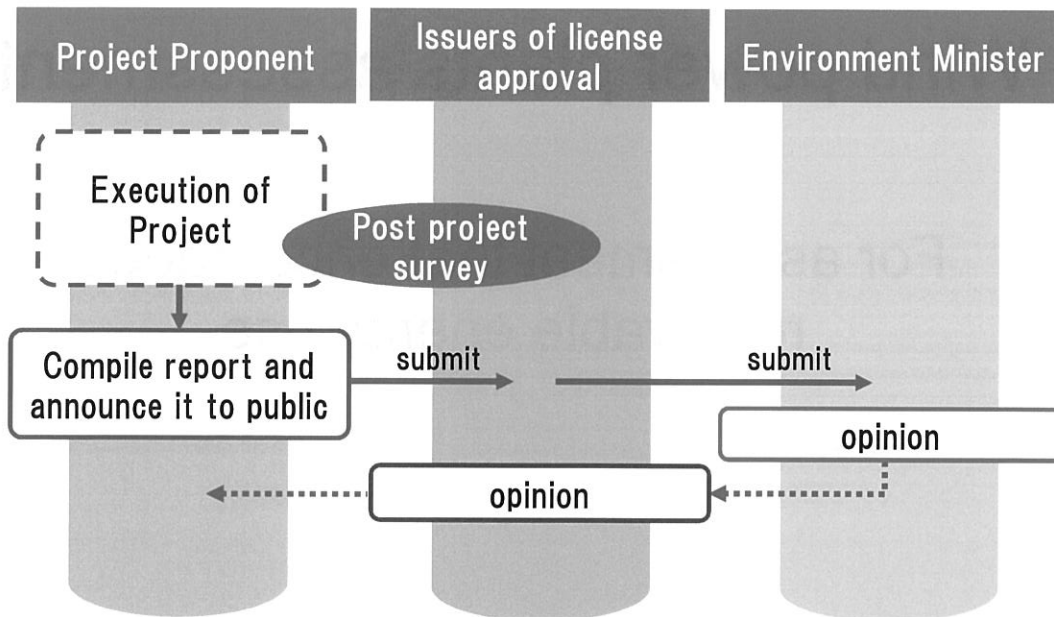 Project Proponent
Issuers of license
approval
Environment Minister
Execution of
Project
Post project
survey
Compile report and
announce it to public
submit
submit
opinion
opinion